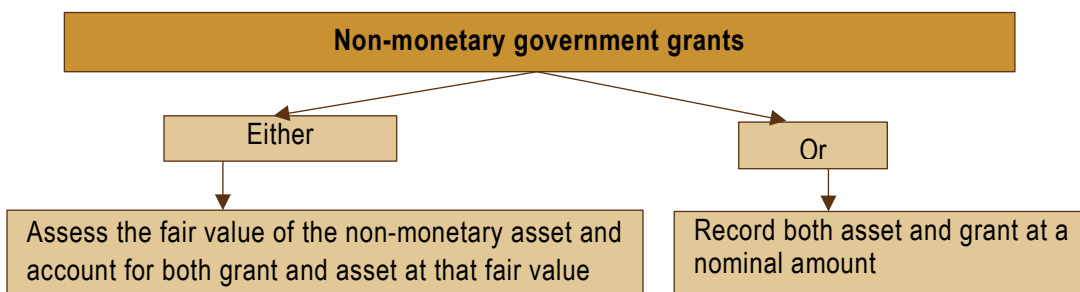 Non-monetary government grants
Either
Or
Assess the fair value of the non-monetary asset and
account for both grant and asset at that fair value
Record both asset and grant at a
nominal amount